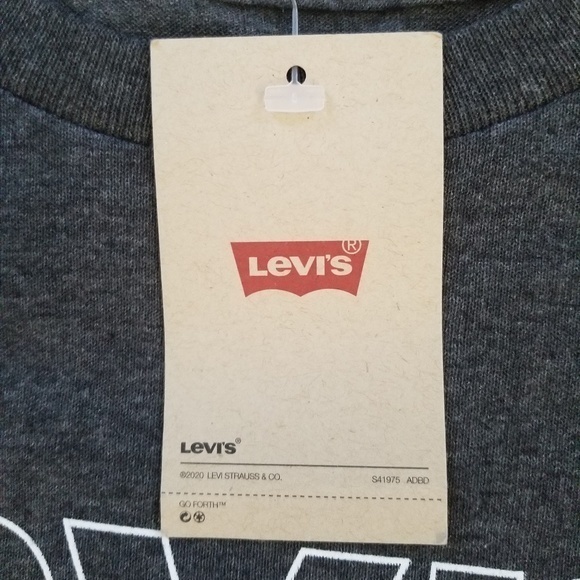 LEVI'S®
LEVI'S®
©2020 LEVI STRAUSS & CO. S41975 ADBD
GO FORTH™